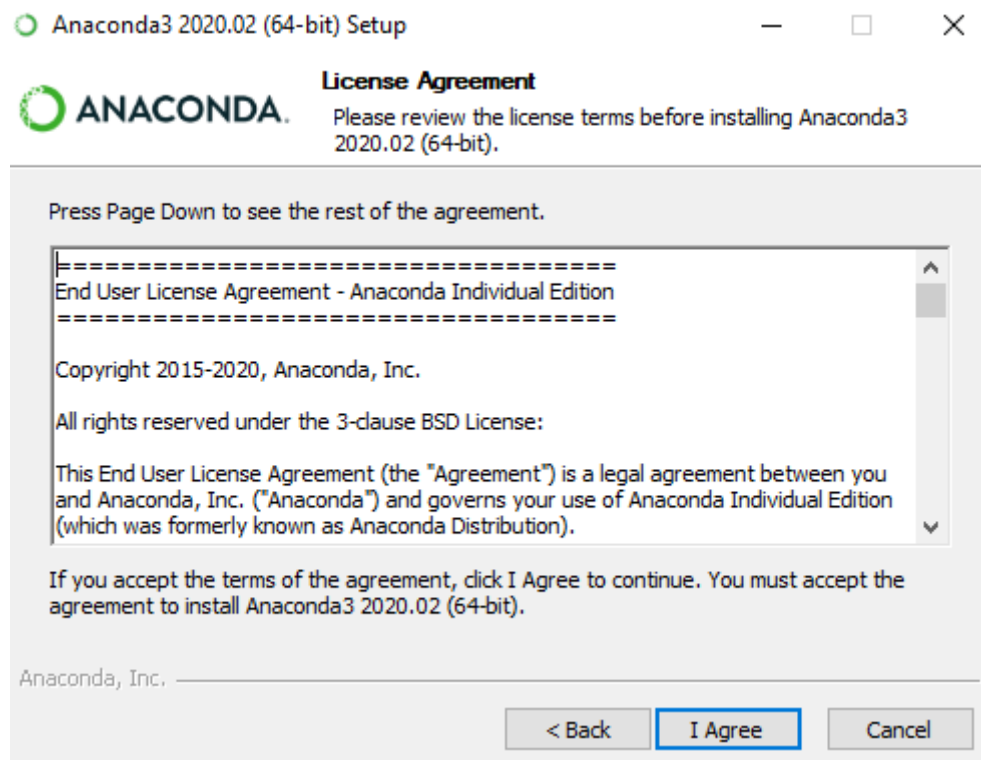 Anaconda3 2020.02 (64-bit) Setup
ANACONDA.
License Agreement
Please review the license terms before installing Anaconda3
2020.02 (64-bit).
Press Page Down to see the rest of the agreement.
===================================
End User License Agreement - Anaconda Individual Edition
===================================
Copyright 2015-2020, Anaconda, Inc.
All rights reserved under the 3-clause BSD License:
This End User License Agreement (the "Agreement") is a legal agreement between you
and Anaconda, Inc. ("Anaconda") and governs your use of Anaconda Individual Edition
(which was formerly known as Anaconda Distribution).
If you accept the terms of the agreement, click I Agree to continue. You must accept the
agreement to install Anaconda3 2020.02 (64-bit).
Anaconda, Inc.
< Back
I Agree
Cancel